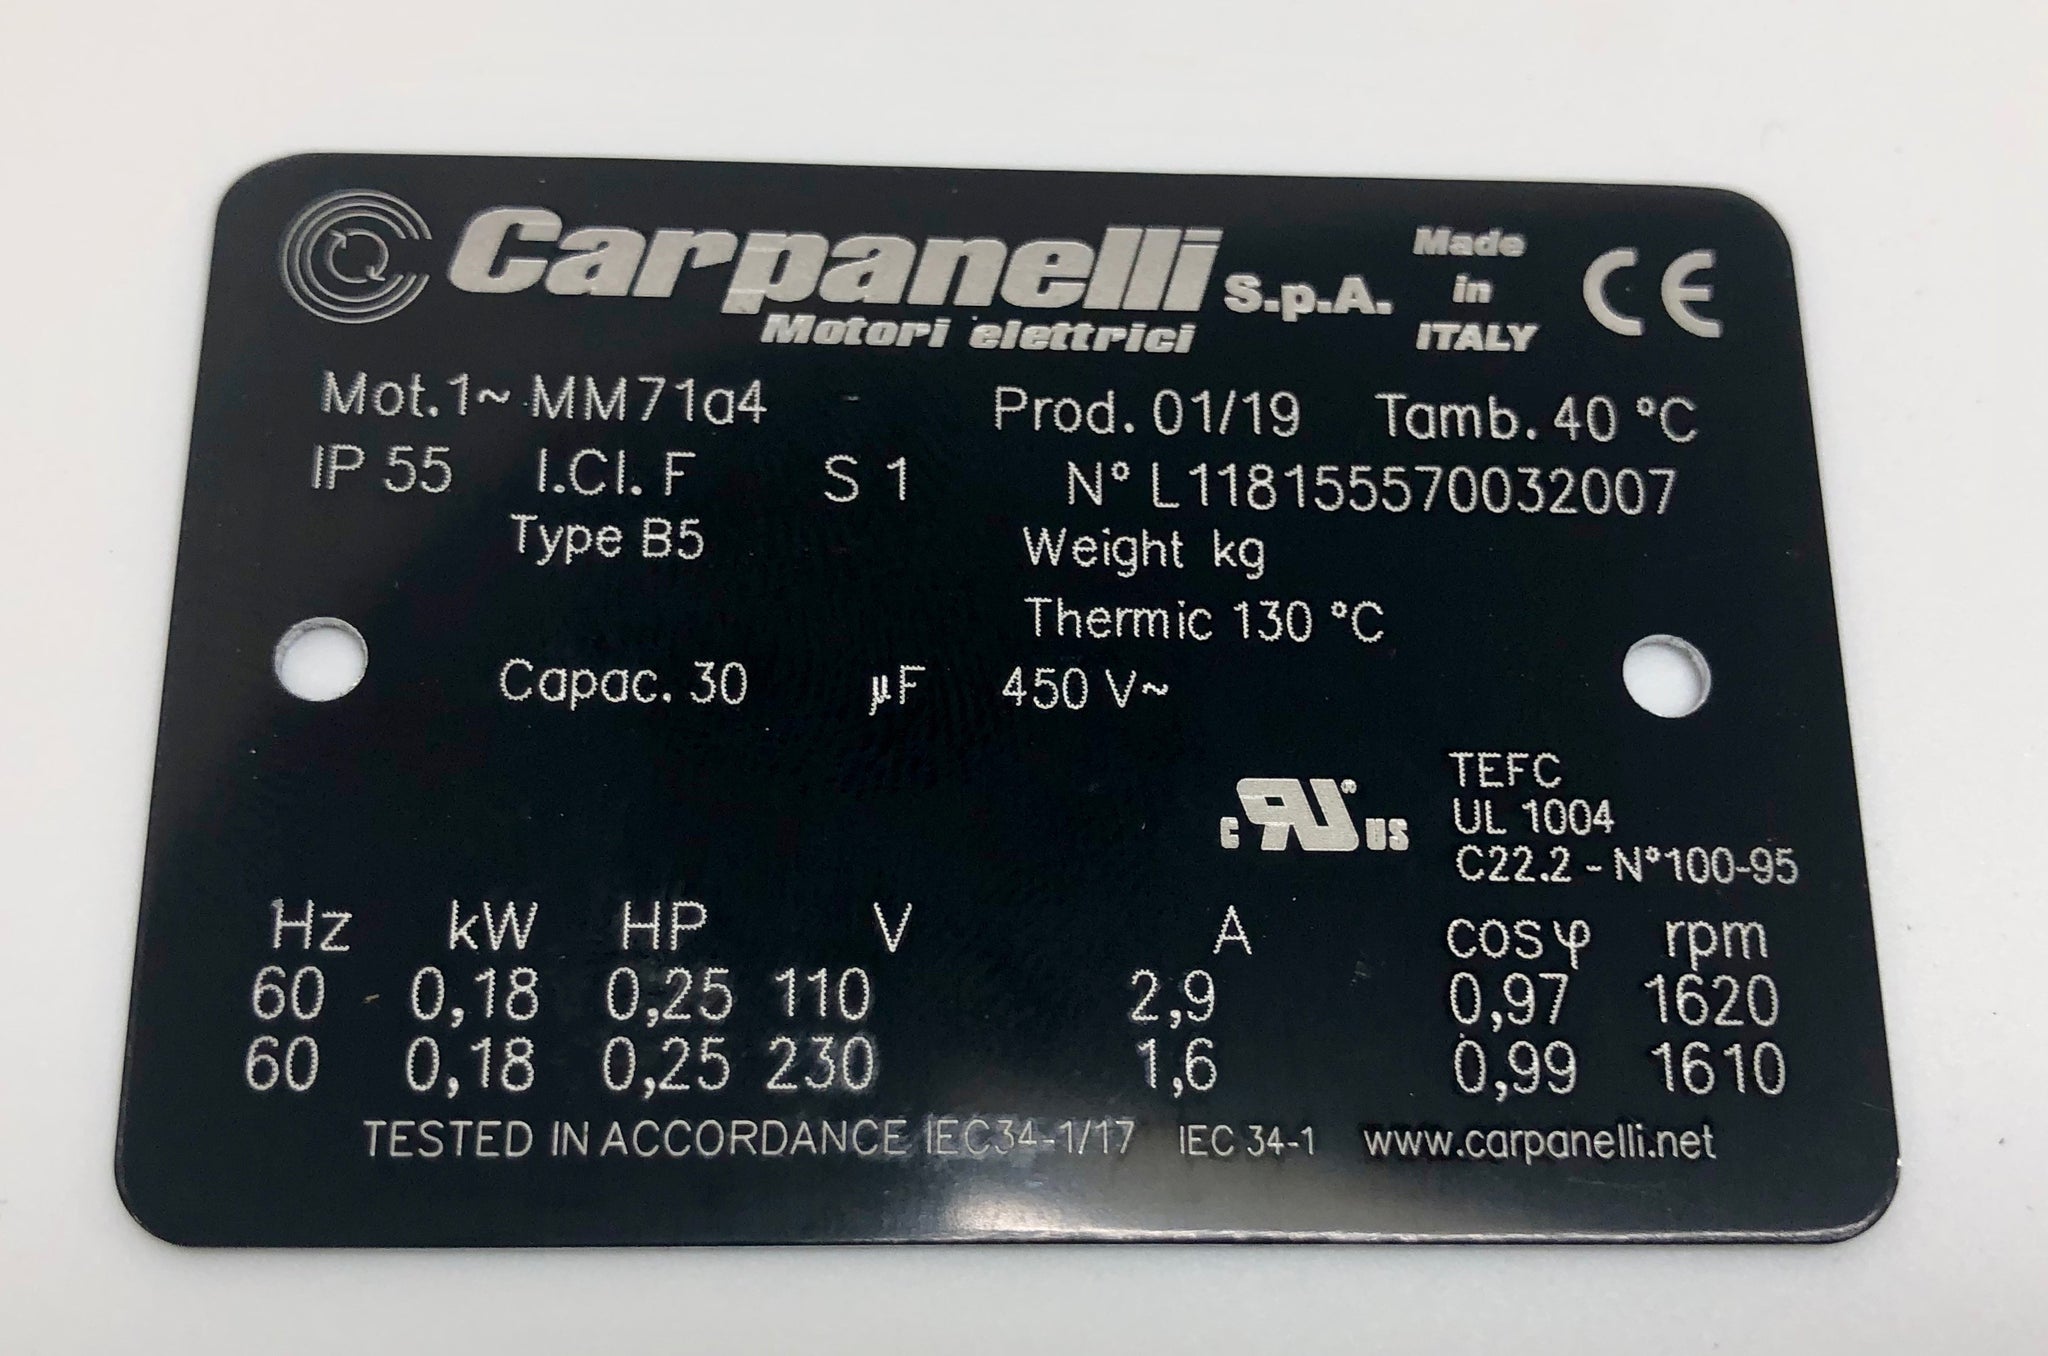 Carpanelli S.p.A. Made in ITALY CE
Motori elettrici
Mot.1~ MM71a4 Prod. 01/19 Tamb. 40 °C
IP 55 I.Cl. F S 1 N° L118155570032007
Type B5 Weight kg
Thermic 130 °C
Capac. 30 µF 450 V~
TEFC
c RU ® US UL 1004
C22.2 - N°100-95
Hz kW HP V A cosφ rpm
60 0,18 0,25 110 2,9 0,97 1620
60 0,18 0,25 230 1,6 0,99 1610
TESTED IN ACCORDANCE IEC34-1/17 IEC 34-1 www.carpanelli.net